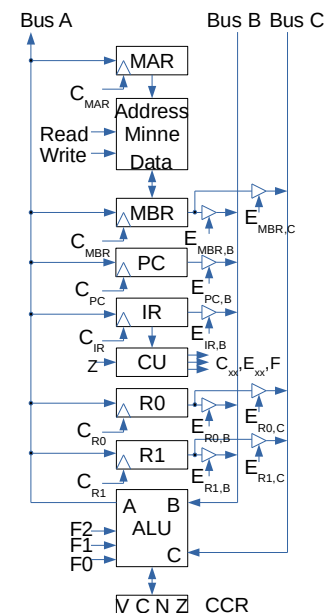 Bus A Bus B Bus C
MAR
C_MAR
Address
Read Minne
Write
Data
MBR
C_MBR E_MBR,B E_MBR,C
PC
C_PC E_PC,B
IR
C_IR E_IR,B
Z CU C_xx,E_xx,F
R0
C_R0 E_R0,B E_R0,C
R1
C_R1 E_R1,B E_R1,C
A B
F2 ALU
F1
F0 C
V C N Z CCR